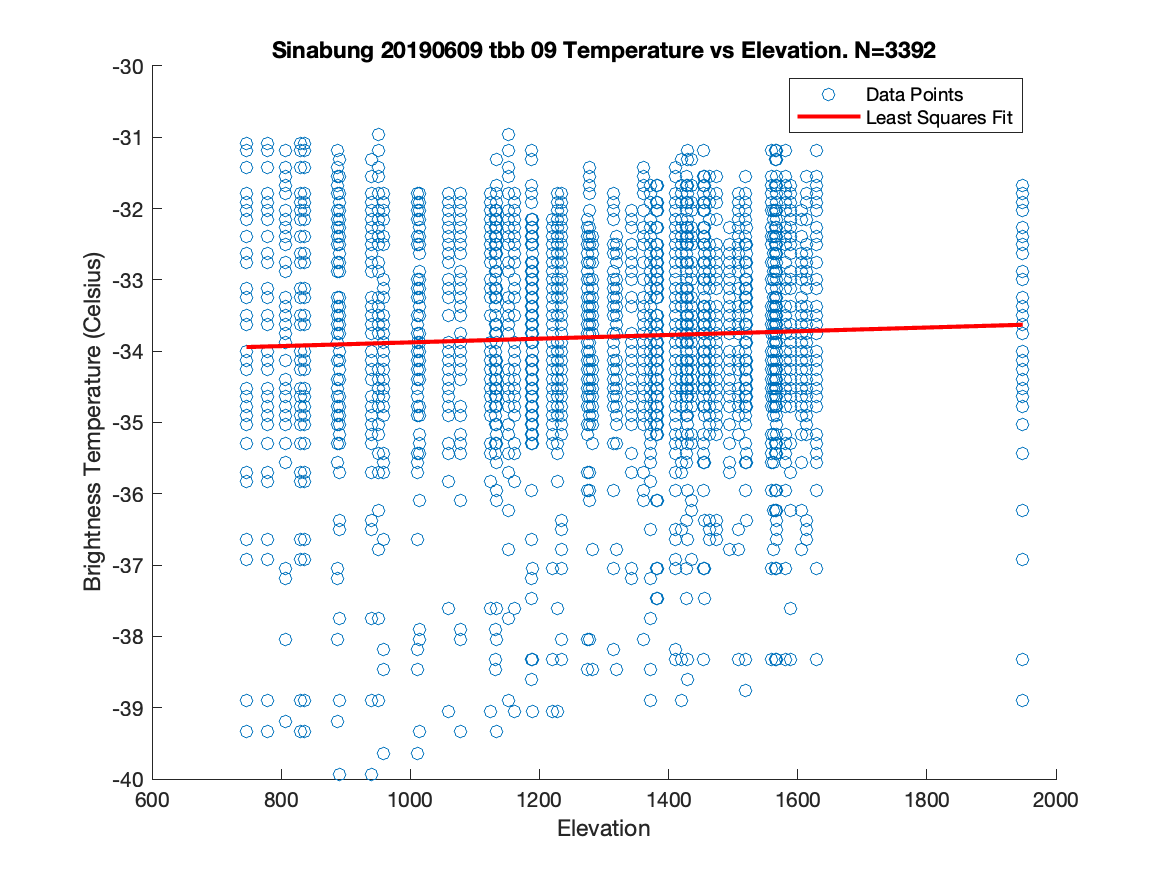 Sinabung 20190609 tbb 09 Temperature vs Elevation. N=3392
Data Points
Least Squares Fit
Brightness Temperature (Celsius)
-30
-31
-32
-33
-34
-35
-36
-37
-38
-39
-40
600 800 1000 1200 1400 1600 1800 2000
Elevation